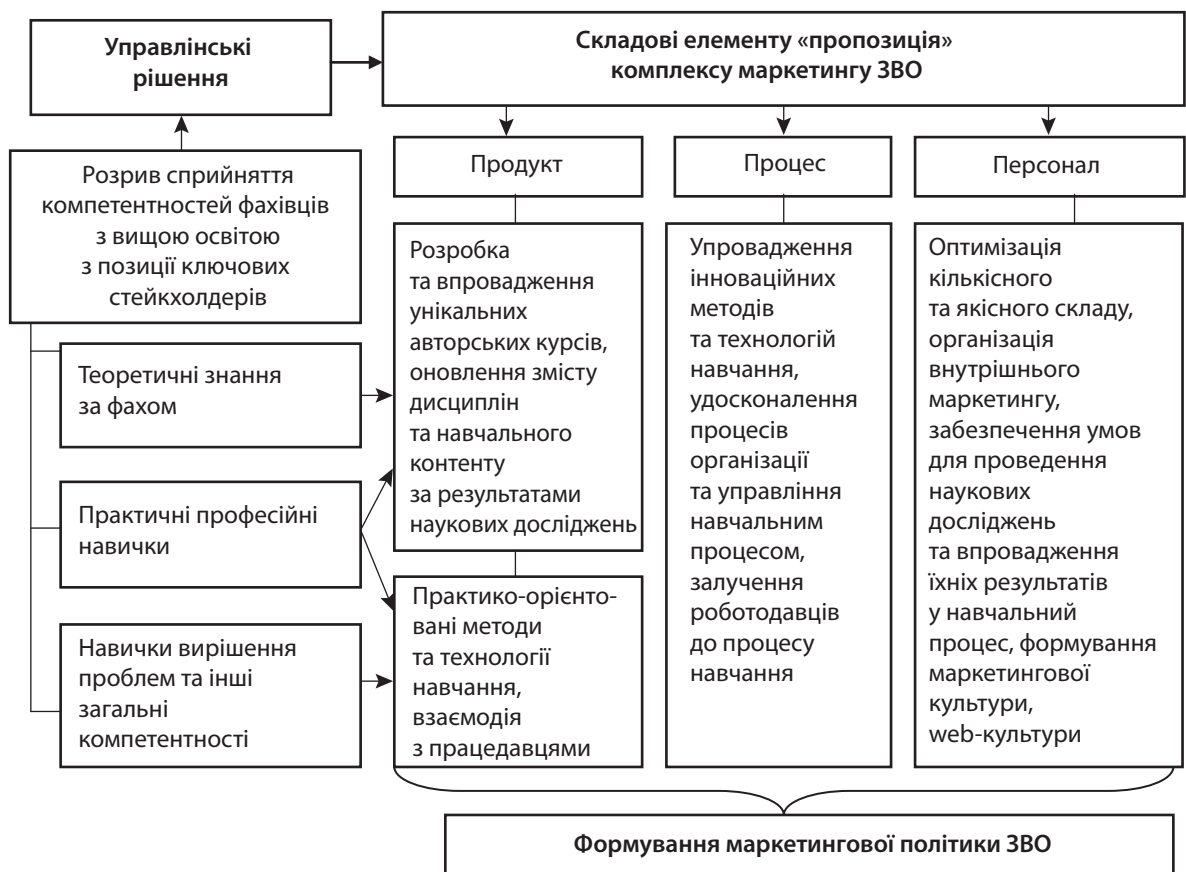 Управлінські
рішення
Складові елементу «пропозиція»
комплексу маркетингу ЗВО
Розрив сприйняття
компетентностей фахівців
з вищою освітою
з позиції ключових
стейкхолдерів
Теоретичні знання
за фахом
Практичні професійні
навички
Навички вирішення
проблем та інші
загальні
компетентності
Продукт
Розробка
та впровадження
унікальних
авторських курсів,
оновлення змісту
дисциплін
та навчального
контенту
за результатами
наукових досліджень
Практико-орієнто-
вані методи
та технології
навчання,
взаємодія
з працедавцями
Процес
Упровадження
інноваційних
методів
та технологій
навчання,
удосконалення
процесів
організації
та управління
навчальним
процесом,
залучення
роботодавців
до процесу
навчання
Персонал
Оптимізація
кількісного
та якісного складу,
організація
внутрішнього
маркетингу,
забезпечення умов
для проведення
наукових
досліджень
та впровадження
їхніх результатів
у навчальний
процес, формування
маркетингової
культури,
web-культури
Формування маркетингової політики ЗВО